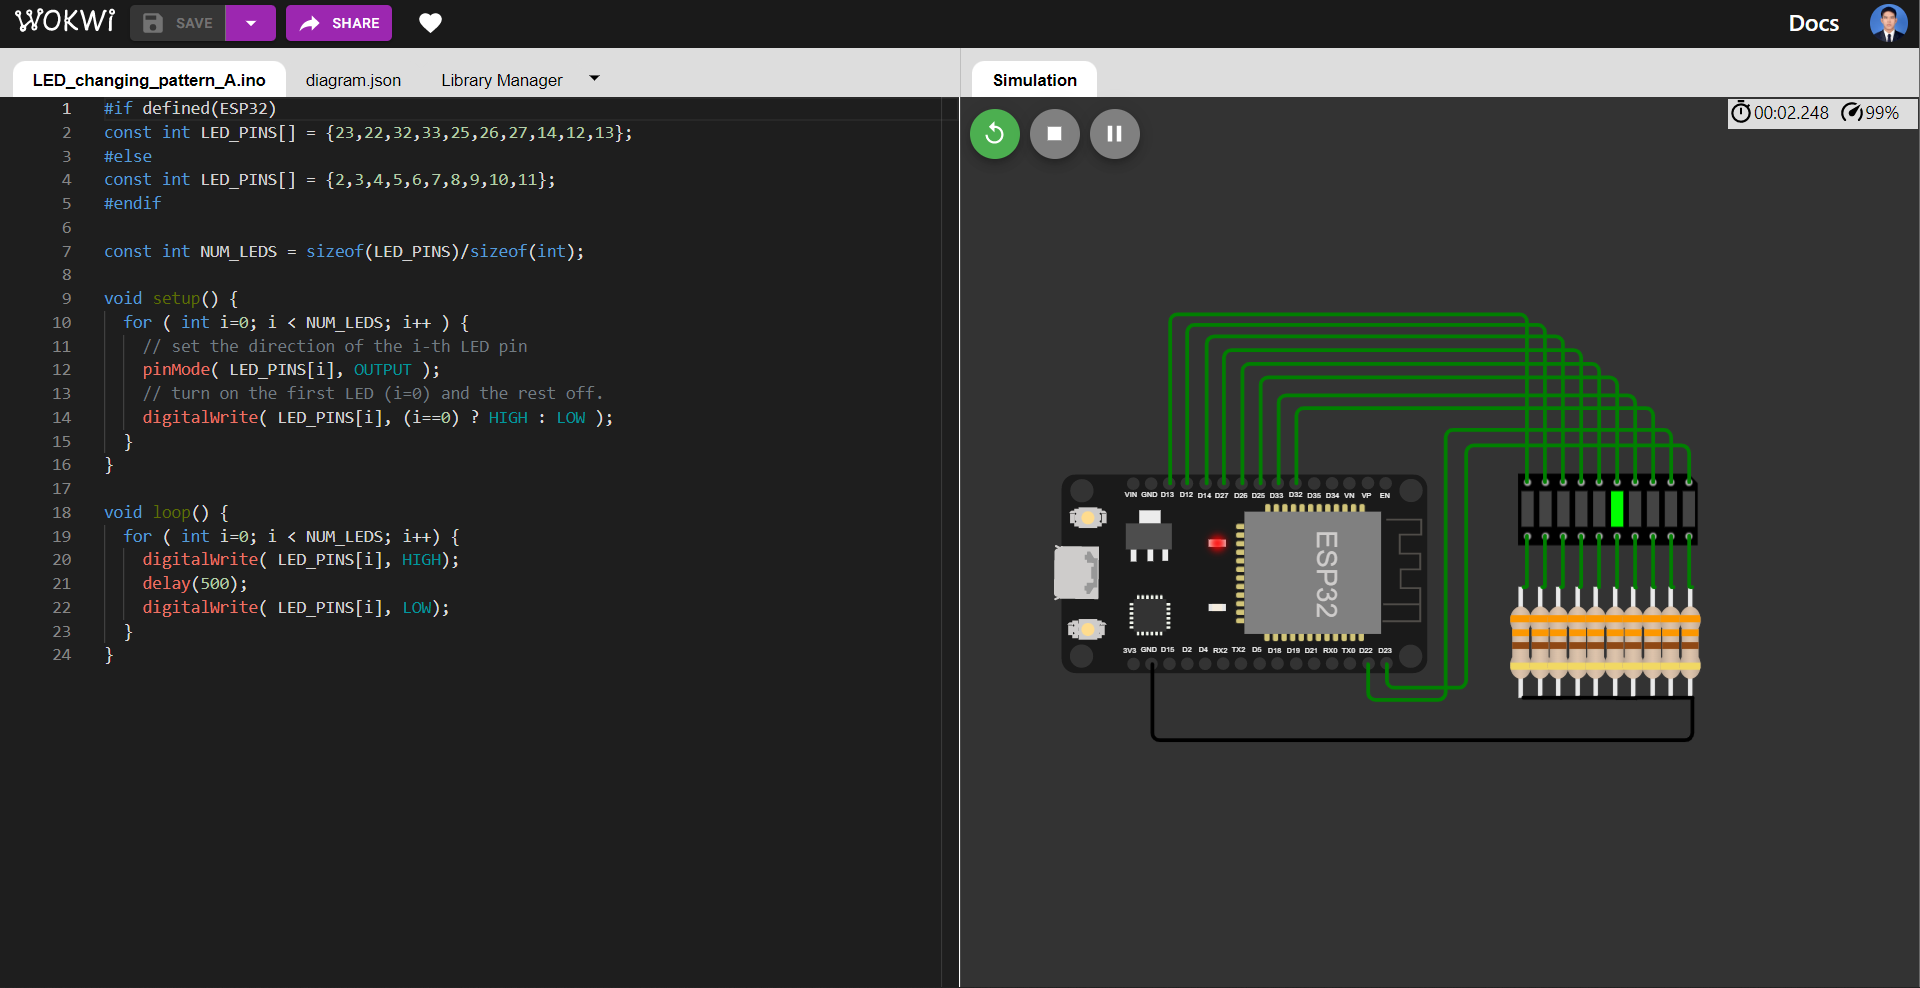 WOKWi SAVE SHARE Docs
LED_changing_pattern_A.ino diagram.json Library Manager Simulation
00:02.248 99%
1 #if defined(ESP32)
2 const int LED_PINS[] = {23,22,32,33,25,26,27,14,12,13};
3 #else
4 const int LED_PINS[] = {2,3,4,5,6,7,8,9,10,11};
5 #endif
6
7 const int NUM_LEDS = sizeof(LED_PINS)/sizeof(int);
8
9 void setup() {
10 for ( int i=0; i < NUM_LEDS; i++ ) {
11 // set the direction of the i-th LED pin
12 pinMode( LED_PINS[i], OUTPUT );
13 // turn on the first LED (i=0) and the rest off.
14 digitalWrite( LED_PINS[i], (i==0) ? HIGH : LOW );
15 }
16 }
17
18 void loop() {
19 for ( int i=0; i < NUM_LEDS; i++) {
20 digitalWrite( LED_PINS[i], HIGH);
21 delay(500);
22 digitalWrite( LED_PINS[i], LOW);
23 }
24 }
VIN GND D13 D12 D14 D27 D26 D25 D33 D32 D35 D34 VN VP EN
ESP32
3V3 GND D15 D2 D4 RX2 TX2 D5 D18 D19 D21 RX0 TX0 D22 D23